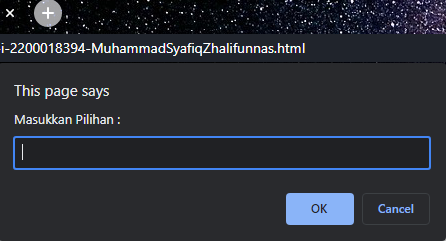 i-2200018394-MuhammadSyafiqZhalifunnas.html
This page says
Masukkan Pilihan :
OK
Cancel